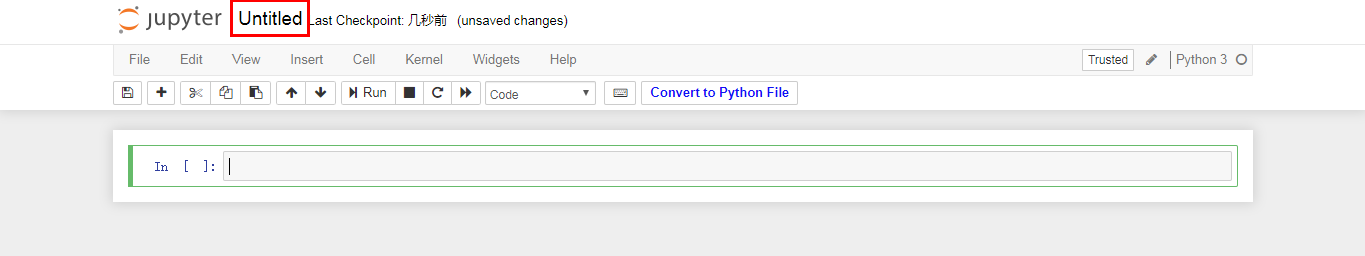 jupyter Untitled Last Checkpoint: 几秒前 (unsaved changes)
File Edit View Insert Cell Kernel Widgets Help Trusted Python 3
Run Code Convert to Python File
In [ ]: